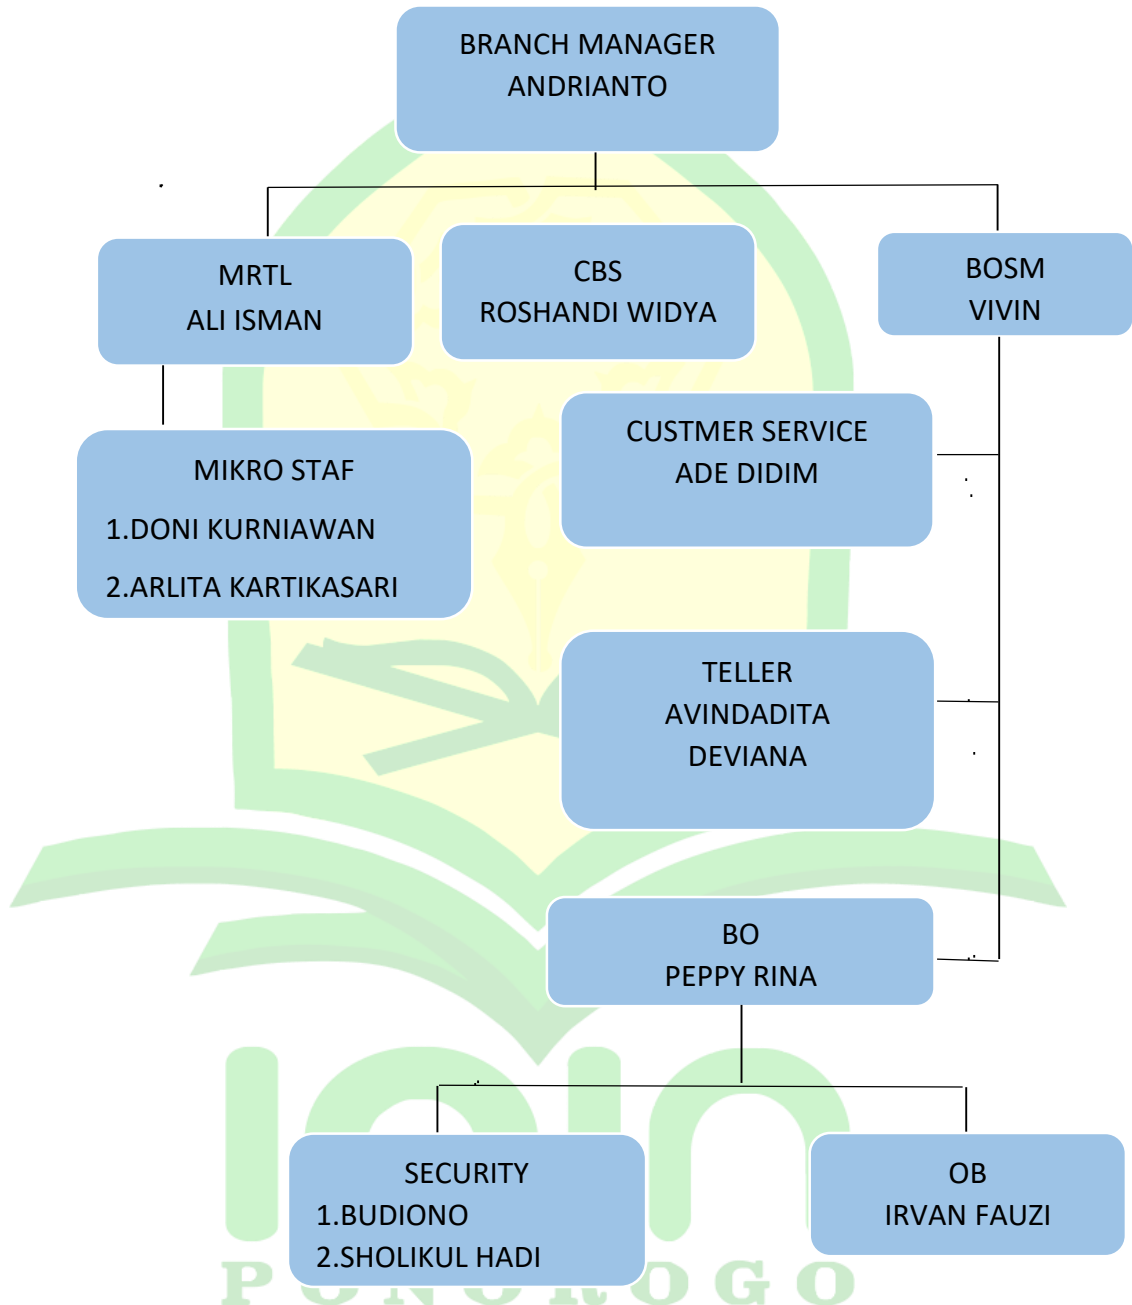 BRANCH MANAGER
ANDRIANTO
MRTL
ALI ISMAN
CBS
ROSHANDI WIDYA
BOSM
VIVIN
CUSTMER SERVICE
ADE DIDIM
MIKRO STAF
1.DONI KURNIAWAN
2.ARLITA KARTIKASARI
TELLER
AVINDADITA
DEVIANA
BO
PEPPY RINA
SECURITY
1.BUDIONO
2.SHOLIKUL HADI
OB
IRVAN FAUZI
iain
PONOROGO